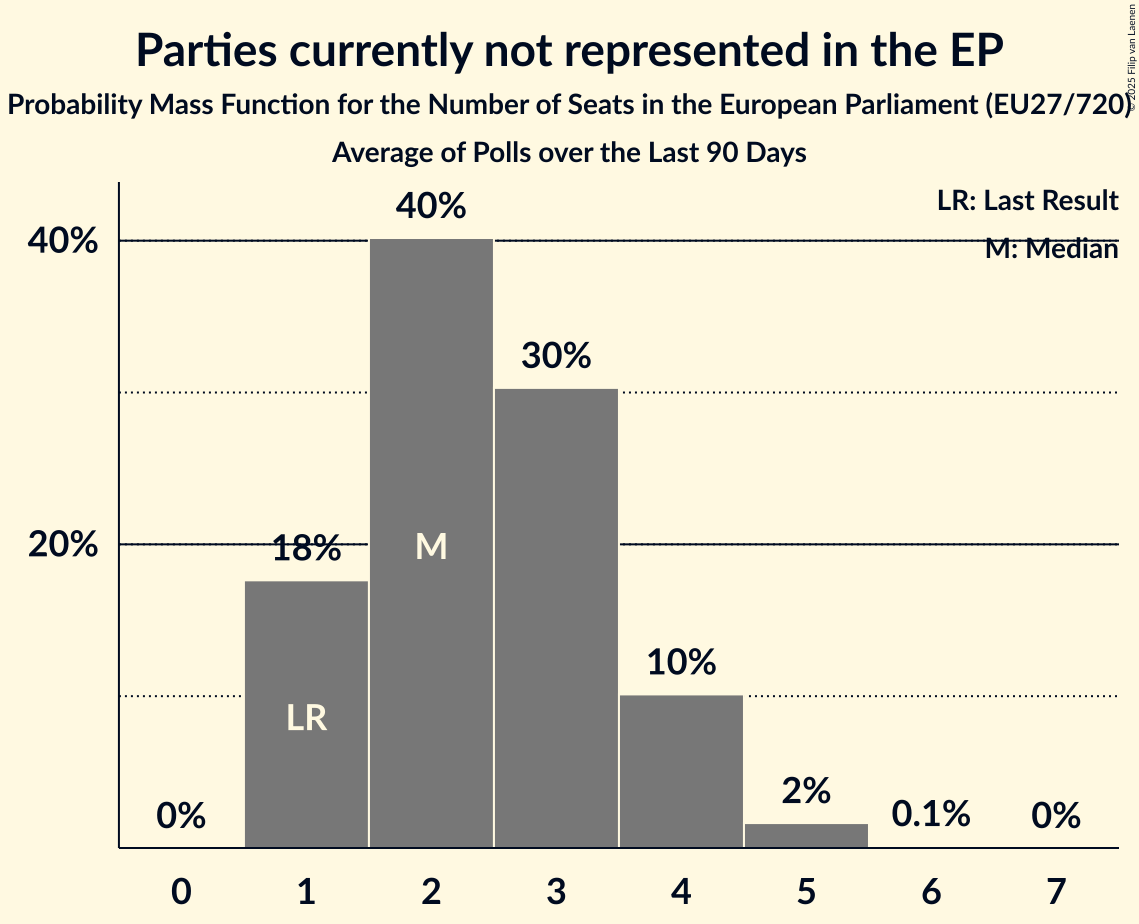 Parties currently not represented in the EP
Probability Mass Function for the Number of Seats in the European Parliament (EU27/720)
Average of Polls over the Last 90 Days
© 2025 Filip van Laenen
LR: Last Result
M: Median
40%
20%
0%
18%
40%
30%
10%
2%
0.1%
0%
LR
M
0 1 2 3 4 5 6 7